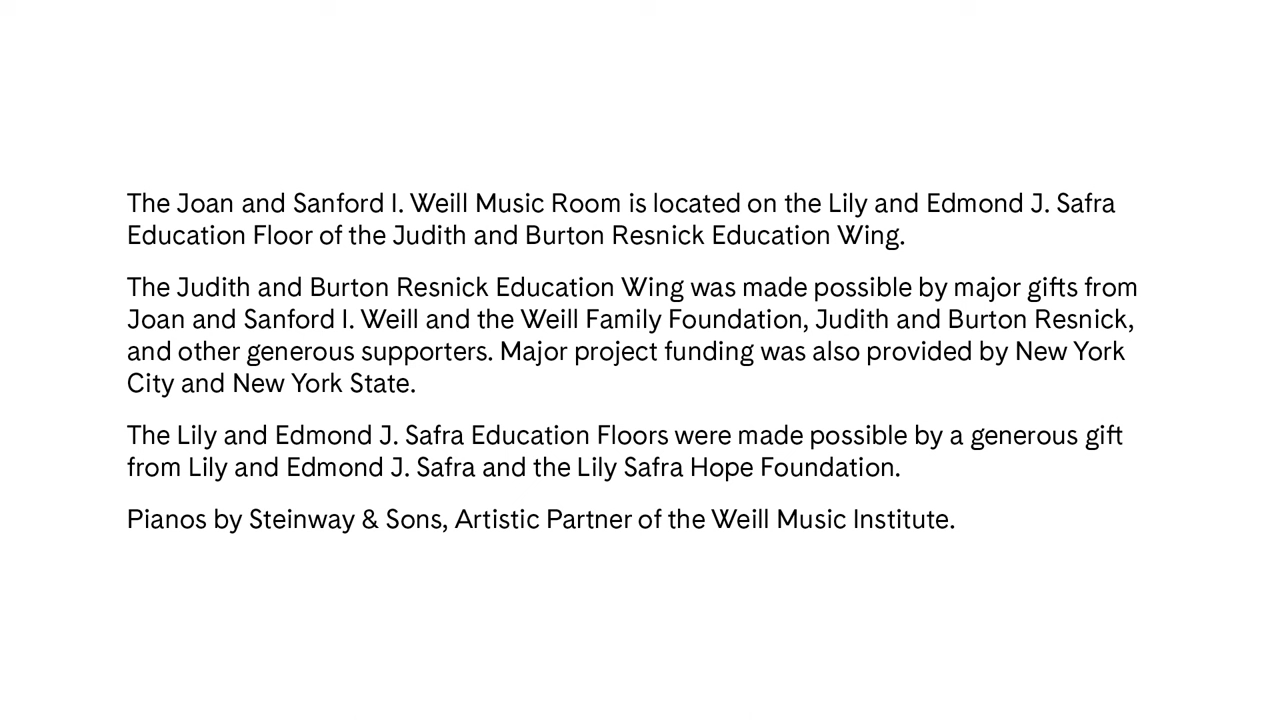 The Joan and Sanford I. Weill Music Room is located on the Lily and Edmond J. Safra
Education Floor of the Judith and Burton Resnick Education Wing.
The Judith and Burton Resnick Education Wing was made possible by major gifts from
Joan and Sanford I. Weill and the Weill Family Foundation, Judith and Burton Resnick,
and other generous supporters. Major project funding was also provided by New York
City and New York State.
The Lily and Edmond J. Safra Education Floors were made possible by a generous gift
from Lily and Edmond J. Safra and the Lily Safra Hope Foundation.
Pianos by Steinway & Sons, Artistic Partner of the Weill Music Institute.